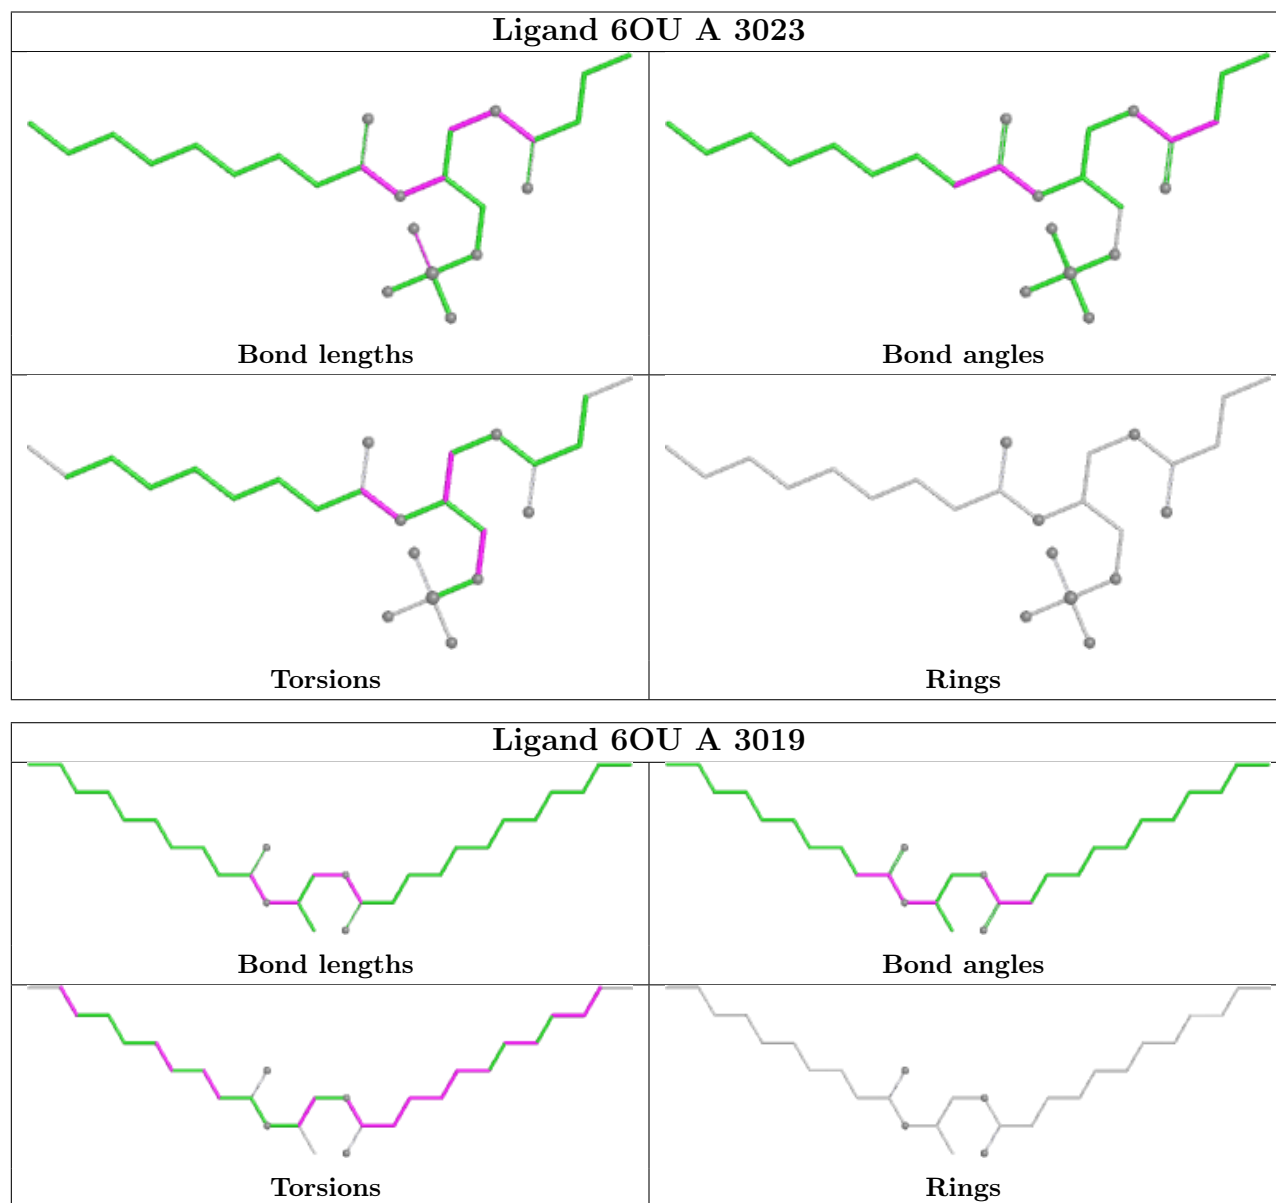 Ligand 6OU A 3023
Bond lengths
Bond angles
Torsions
Rings
Ligand 6OU A 3019
Bond lengths
Bond angles
Torsions
Rings